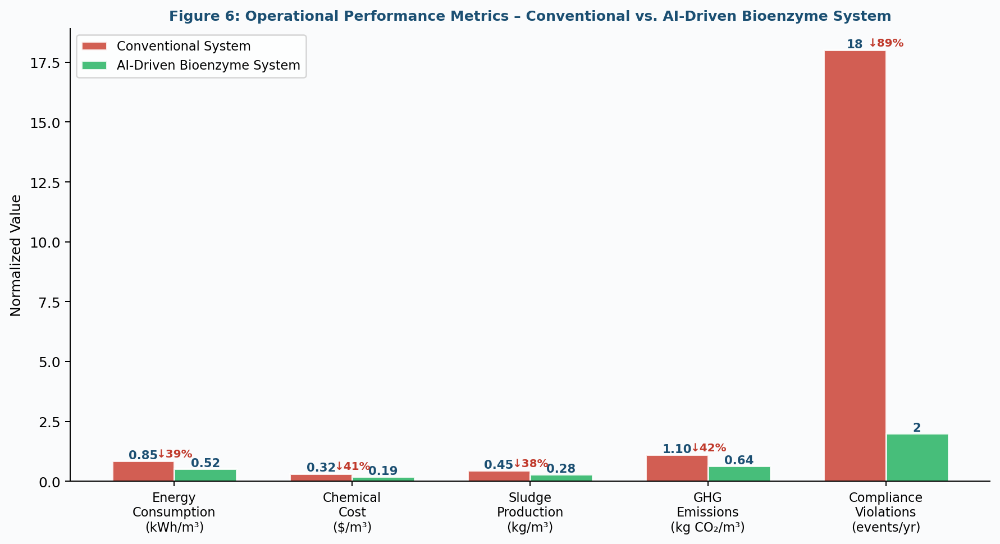 Figure 6: Operational Performance Metrics – Conventional vs. AI-Driven Bioenzyme System
Conventional System
AI-Driven Bioenzyme System
Normalized Value
17.5
15.0
12.5
10.0
7.5
5.0
2.5
0.0
0.85 ↓39% 0.52
0.32 ↓41% 0.19
0.45 ↓38% 0.28
1.10 ↓42% 0.64
18 ↓89%
2
Energy
Consumption
(kWh/m³)
Chemical
Cost
($/m³)
Sludge
Production
(kg/m³)
GHG
Emissions
(kg CO₂/m³)
Compliance
Violations
(events/yr)